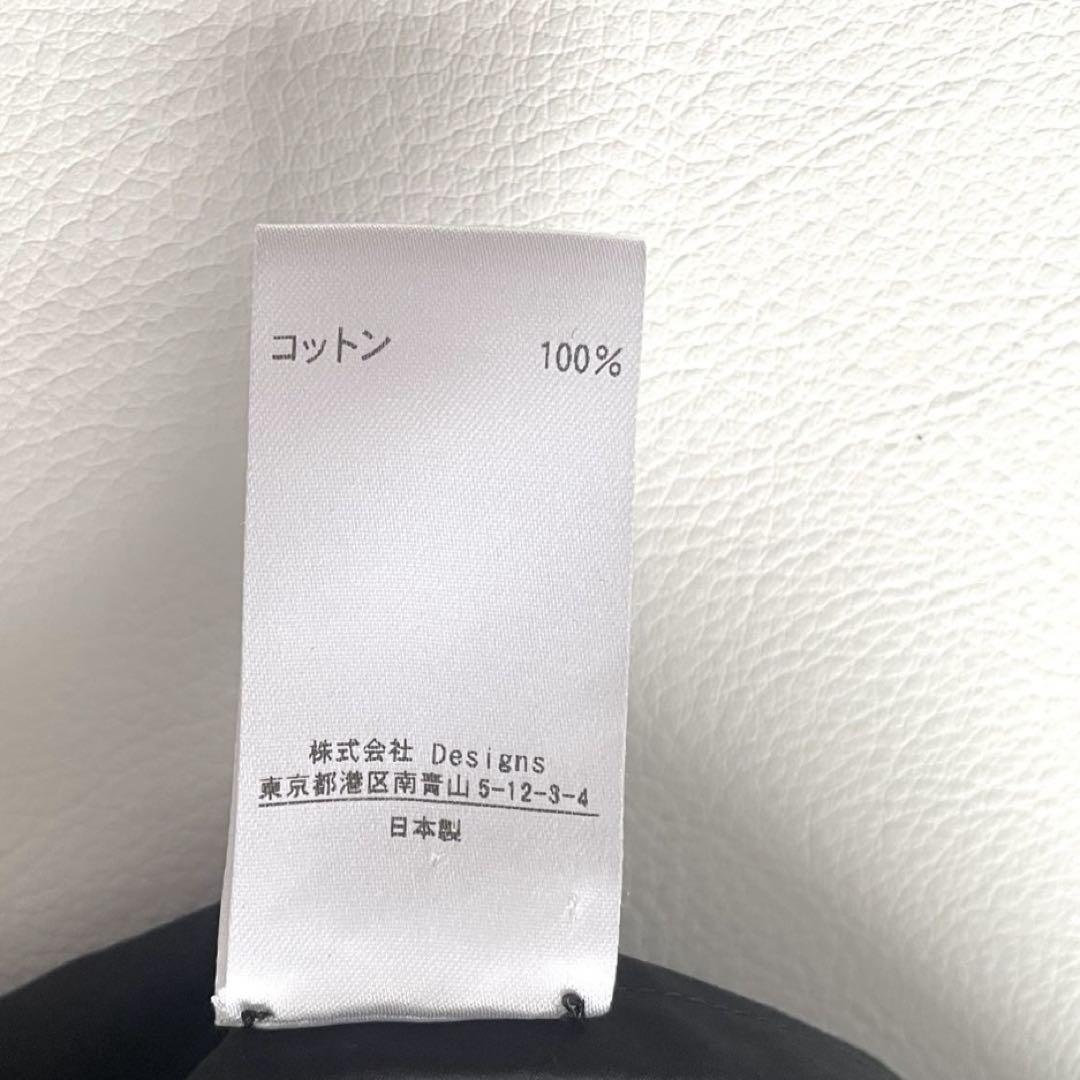 コットン 100%
株式会社 Designs
東京都港区南青山5-12-3-4
日本製